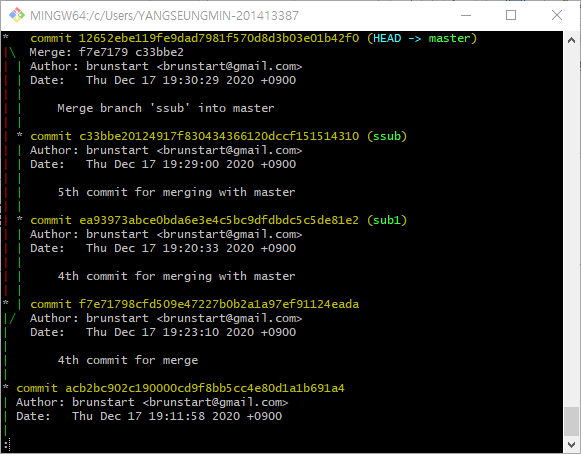 MINGW64:/c/Users/YANGSEUNGMIN-201413387
* commit 12652ebe119fe9dad7981f570d8d3b03e01b42f0 (HEAD -> master)
|\ Merge: f7e7179 c33bbe2
| | Author: brunstart <brunstart@gmail.com>
| | Date: Thu Dec 17 19:30:29 2020 +0900
| |
| | Merge branch 'ssub' into master
| |
| * commit c33bbe20124917f830434366120dccf151514310 (ssub)
| | Author: brunstart <brunstart@gmail.com>
| | Date: Thu Dec 17 19:29:00 2020 +0900
| |
| | 5th commit for merging with master
| |
| * commit ea93973abce0bda6e3e4c5bc9dfdbdc5c5de81e2 (sub1)
| | Author: brunstart <brunstart@gmail.com>
| | Date: Thu Dec 17 19:20:33 2020 +0900
| |
| | 4th commit for merging with master
| |
* | commit f7e71798cfd509e47227b0b2a1a97ef91124eada
|/ Author: brunstart <brunstart@gmail.com>
| Date: Thu Dec 17 19:23:10 2020 +0900
|
| 4th commit for merge
|
* commit acb2bc902c190000cd9f8bb5cc4e80d1a1b691a4
| Author: brunstart <brunstart@gmail.com>
| Date: Thu Dec 17 19:11:58 2020 +0900
|
: